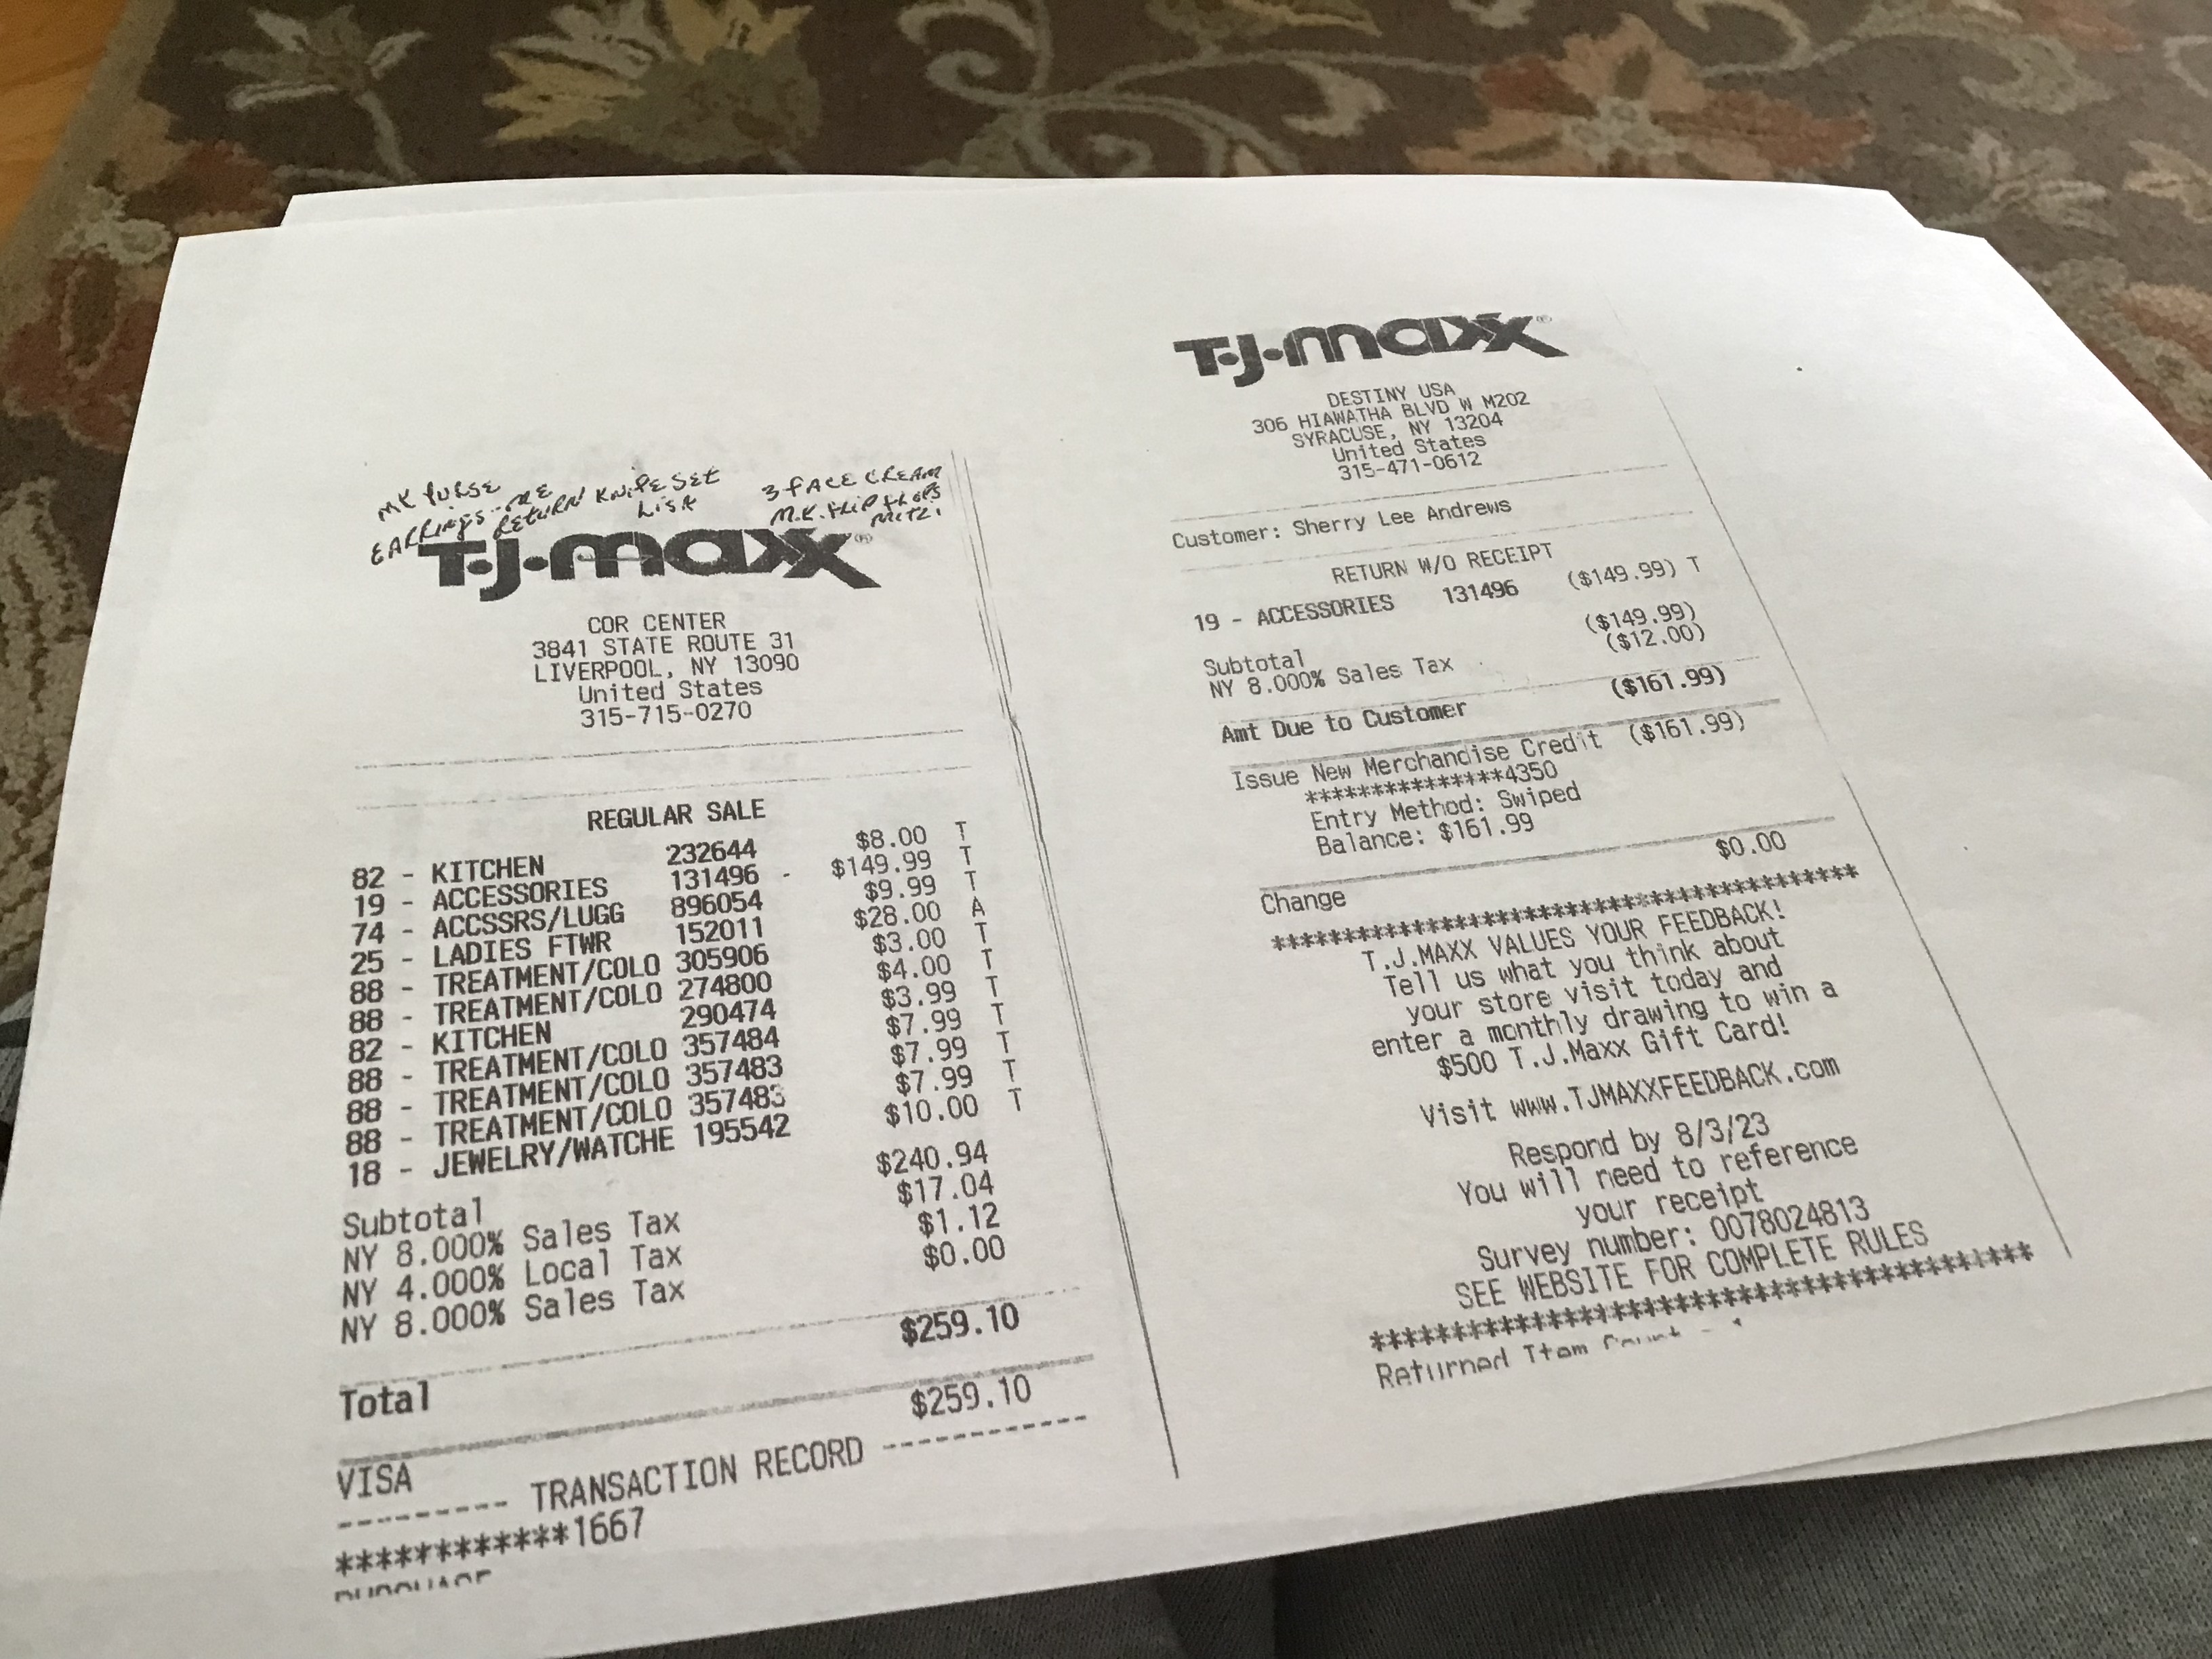 MK PURSE
EARRINGS - ME
RETURN KNIFE SET
LISA
3 FACE CREAM
M.K. FLIP FLOPS
MITZI
T·J·maxx®
COR CENTER
3841 STATE ROUTE 31
LIVERPOOL, NY 13090
United States
315-715-0270
REGULAR SALE
82 - KITCHEN 232644 $8.00 T
19 - ACCESSORIES 131496 - $149.99 T
74 - ACCSSRS/LUGG 896054 $9.99 T
25 - LADIES FTWR 152011 $28.00 A
88 - TREATMENT/COLO 305906 $3.00 T
88 - TREATMENT/COLO 274800 $4.00 T
82 - KITCHEN 290474 $3.99 T
88 - TREATMENT/COLO 357484 $7.99 T
88 - TREATMENT/COLO 357483 $7.99 T
88 - TREATMENT/COLO 357483 $7.99 T
18 - JEWELRY/WATCHE 195542 $10.00 T
Subtotal $240.94
NY 8.000% Sales Tax $17.04
NY 4.000% Local Tax $1.12
NY 8.000% Sales Tax $0.00
Total $259.10
VISA $259.10
--------- TRANSACTION RECORD -----------
************1667
PURCHASE
T·J·maxx®
DESTINY USA
306 HIAWATHA BLVD W M202
SYRACUSE, NY 13204
United States
315-471-0612
Customer: Sherry Lee Andrews
RETURN W/O RECEIPT
19 - ACCESSORIES 131496 ($149.99) T
Subtotal ($149.99)
NY 8.000% Sales Tax ($12.00)
Amt Due to Customer ($161.99)
Issue New Merchandise Credit ($161.99)
***************4350
Entry Method: Swiped
Balance: $161.99
Change $0.00
***********************************
T.J.MAXX VALUES YOUR FEEDBACK!
Tell us what you think about
your store visit today and
enter a monthly drawing to win a
$500 T.J.Maxx Gift Card!
Visit www.TJMAXXFEEDBACK.com
Respond by 8/3/23
You will need to reference
your receipt
Survey number: 0078024813
SEE WEBSITE FOR COMPLETE RULES
***********************************
Returned Item Count = 1